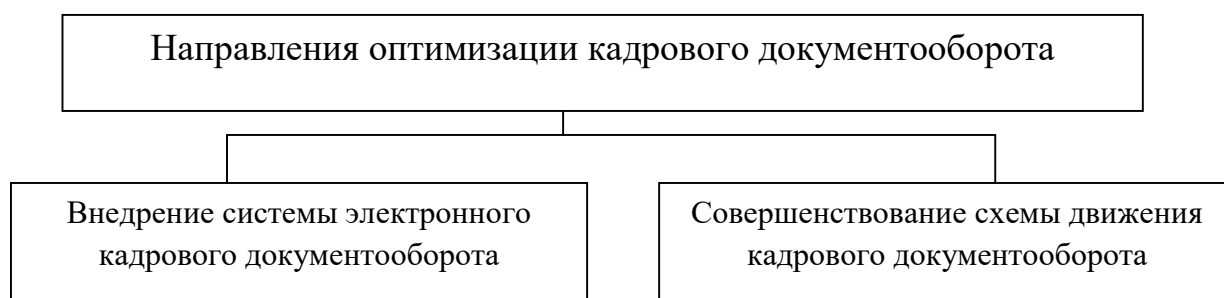 Направления оптимизации кадрового документооборота
Внедрение системы электронного
кадрового документооборота
Совершенствование схемы движения
кадрового документооборота